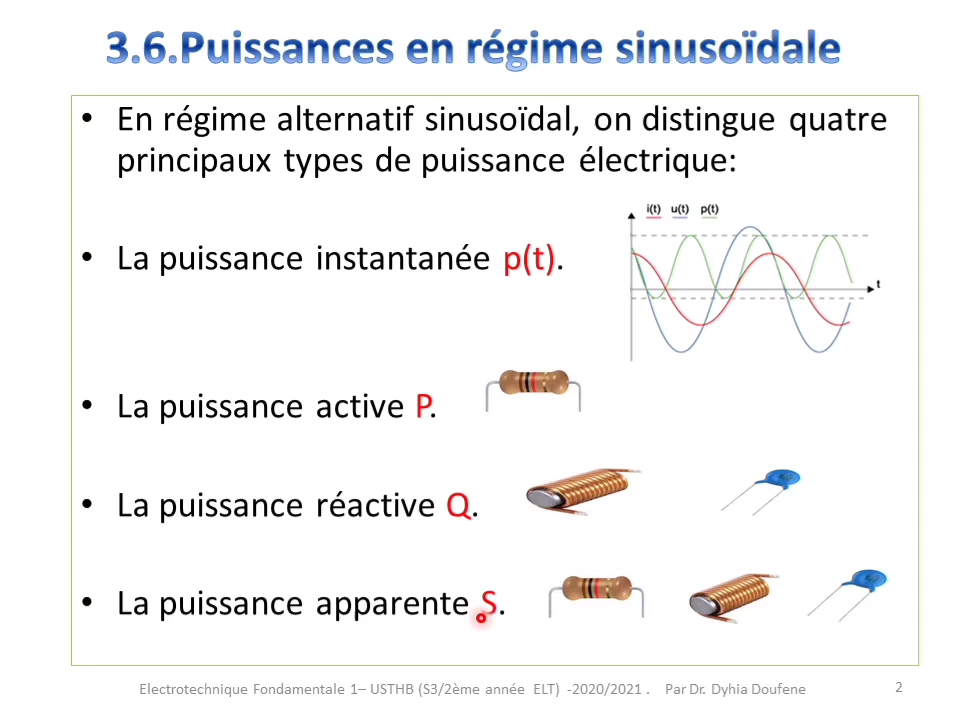 3.6.Puissances en régime sinusoïdale
• En régime alternatif sinusoïdal, on distingue quatre
principaux types de puissance électrique:
i(t) u(t) p(t)
• La puissance instantanée p(t).
t
• La puissance active P.
• La puissance réactive Q.
• La puissance apparente S.
Electrotechnique Fondamentale 1– USTHB (S3/2ème année ELT) -2020/2021 . Par Dr. Dyhia Doufene
2